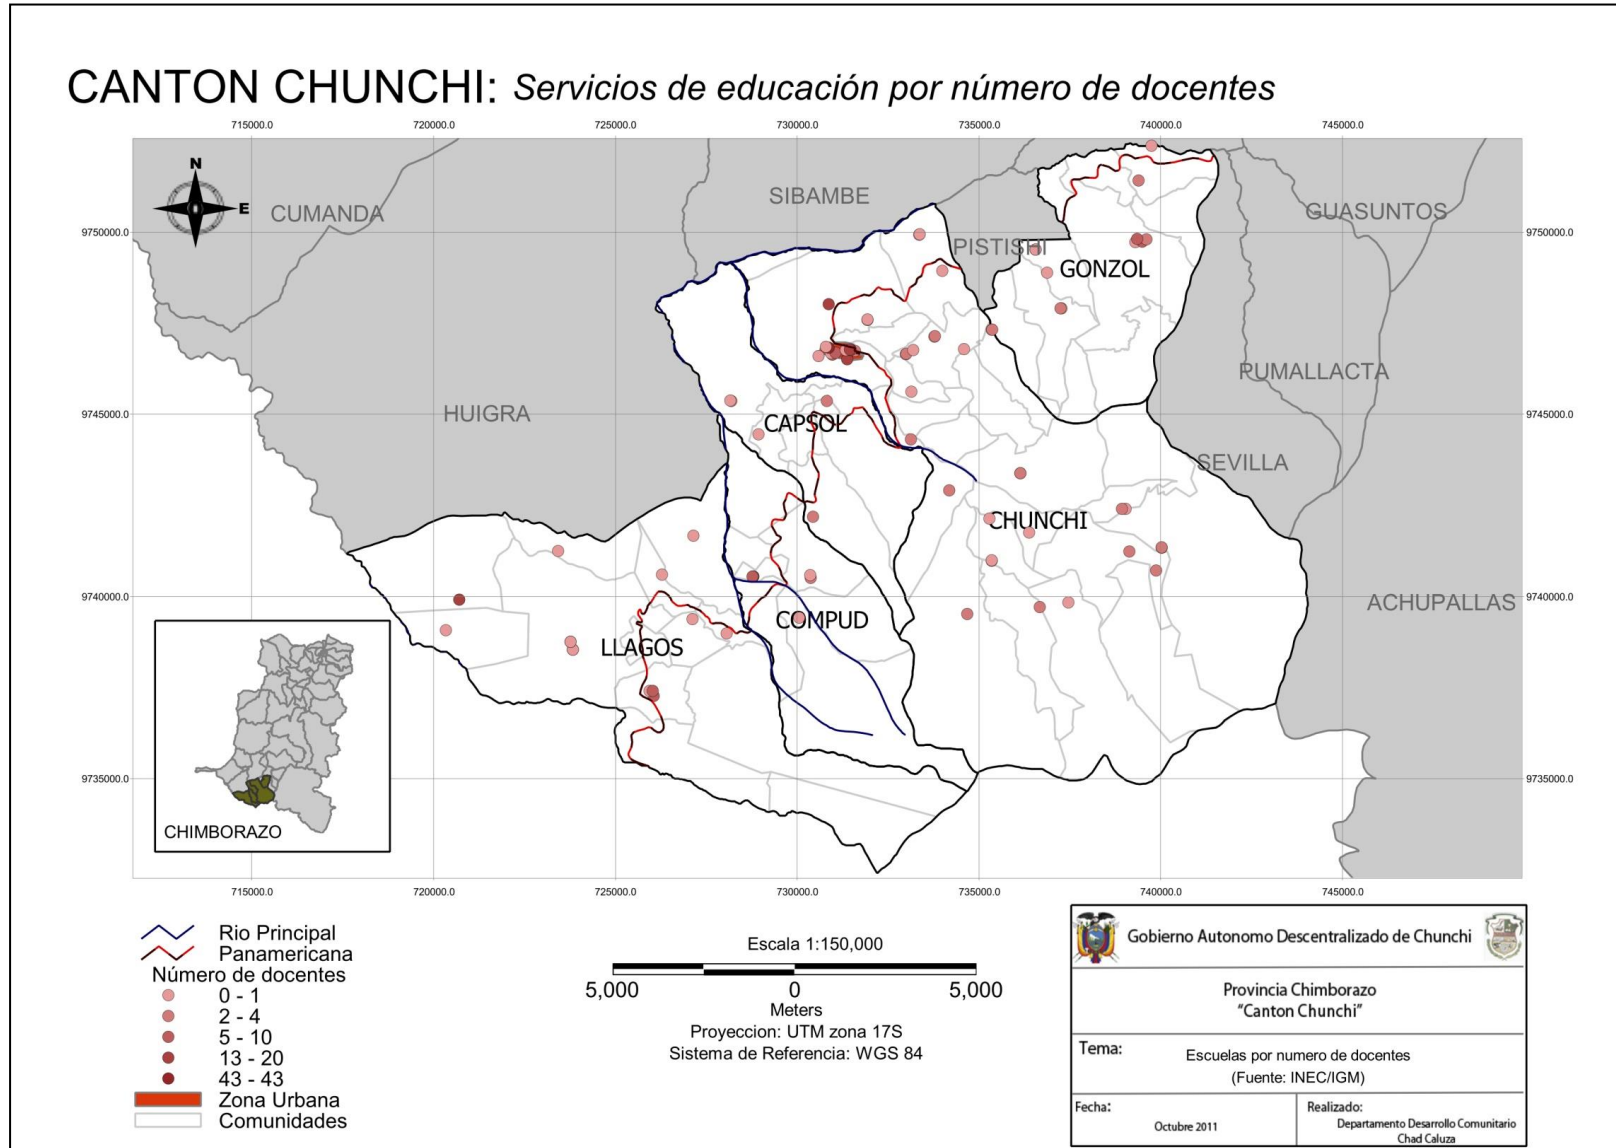 CANTON CHUNCHI: Servicios de educación por número de docentes
715000.0 720000.0 725000.0 730000.0 735000.0 740000.0 745000.0
N
E
CUMANDA
SIBAMBE
GUASUNTOS
9750000.0
9750000.0
PISTISHI
GONZOL
PUMALLACTA
HUIGRA
9745000.0
9745000.0
CAPSOL
SEVILLA
CHUNCHI
9740000.0
9740000.0
ACHUPALLAS
COMPUD
LLAGOS
9735000.0
9735000.0
CHIMBORAZO
715000.0 720000.0 725000.0 730000.0 735000.0 740000.0 745000.0
Rio Principal
Panamericana
Número de docentes
0 - 1
2 - 4
5 - 10
13 - 20
43 - 43
Zona Urbana
Comunidades
Escala 1:150,000
5,000 0 5,000
Meters
Proyeccion: UTM zona 17S
Sistema de Referencia: WGS 84
Gobierno Autonomo Descentralizado de Chunchi
Provincia Chimborazo
“Canton Chunchi”
Tema:
Escuelas por numero de docentes
(Fuente: INEC/IGM)
Fecha:
Octubre 2011
Realizado:
Departamento Desarrollo Comunitario
Chad Caluza